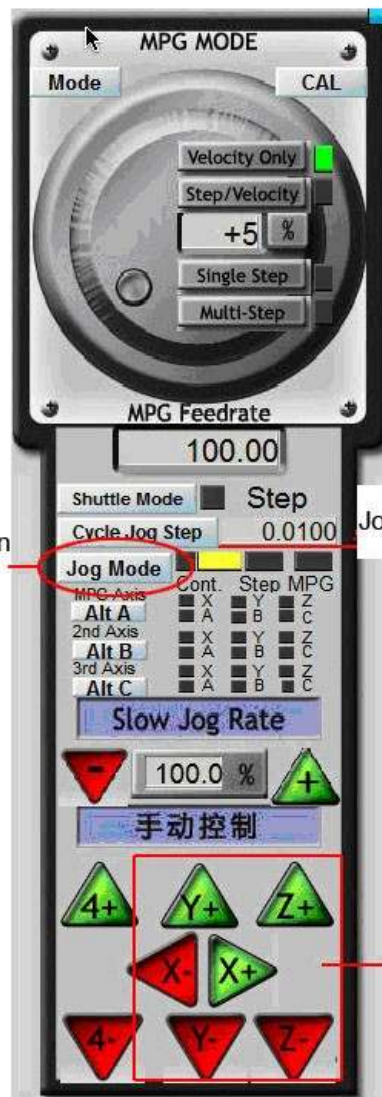 MPG MODE
Mode CAL
Velocity Only
Step/Velocity
+5 %
Single Step
Multi-Step
MPG Feedrate
100.00
Shuttle Mode Step
Cycle Jog Step 0.0100 Jo
n
Jog Mode
Cont. Step MPG
MPG Axis X Y Z
Alt A A B C
2nd Axis X Y Z
Alt B A B C
3rd Axis X Y Z
Alt C A B C
Slow Jog Rate
- 100.0 % +
手动控制
4+ Y+ Z+
X- X+
4- Y- Z-